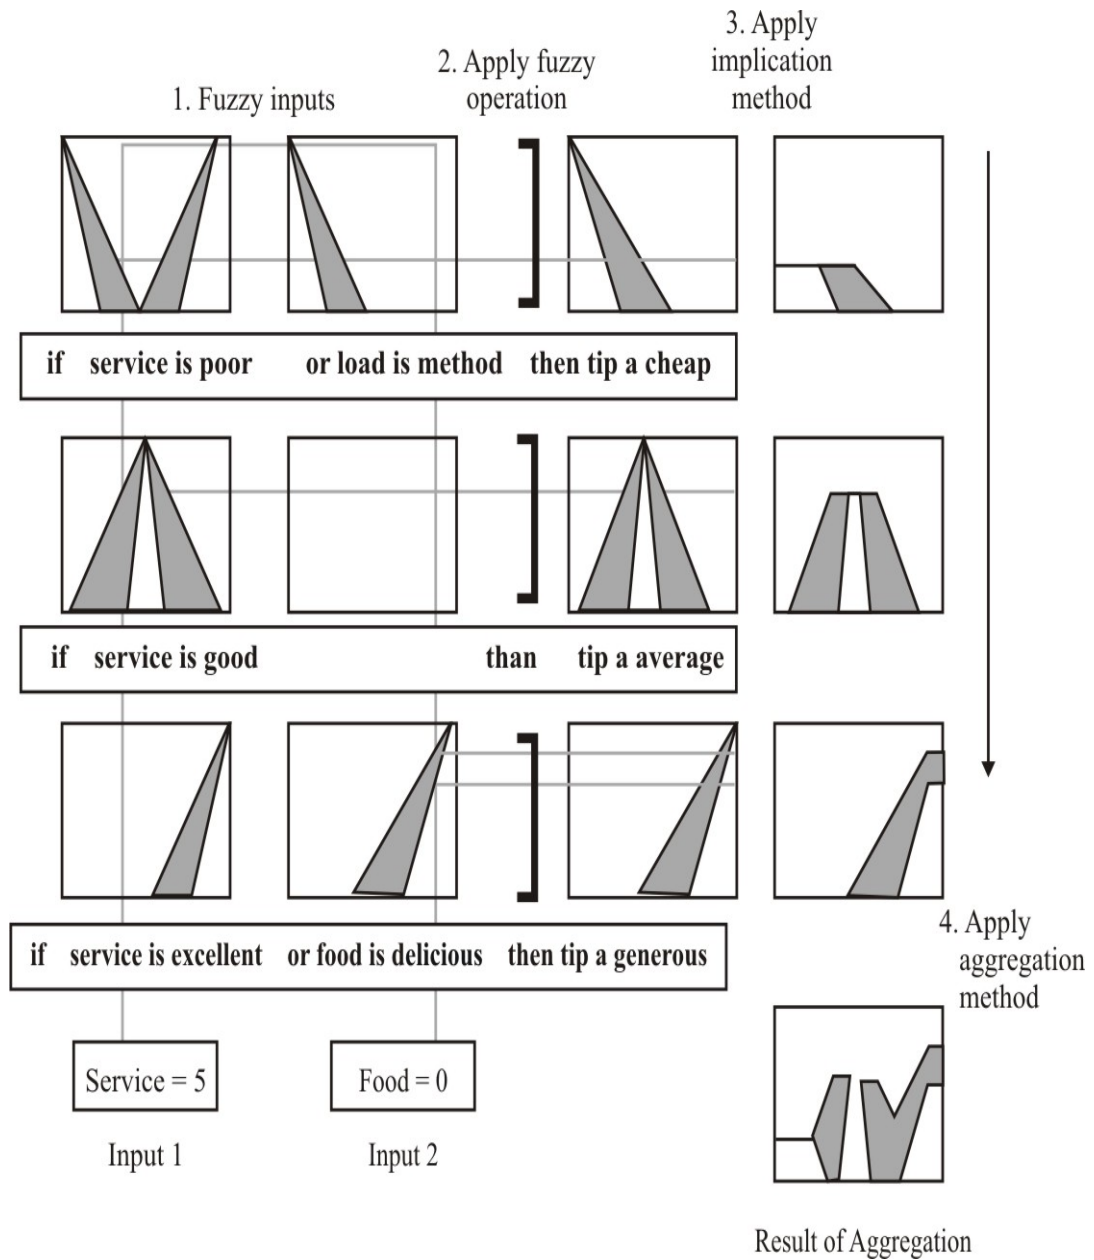 1. Fuzzy inputs
2. Apply fuzzy
operation
3. Apply
implication
method
if service is poor or load is method then tip a cheap
if service is good than tip a average
if service is excellent or food is delicious then tip a generous
4. Apply
aggregation
method
Service = 5
Food = 0
Input 1
Input 2
Result of Aggregation